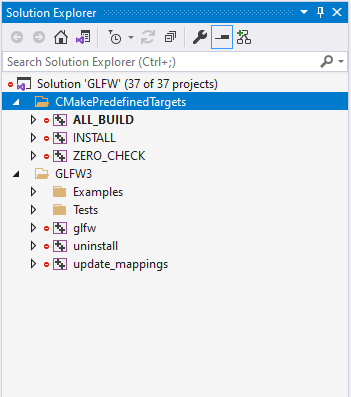 Solution Explorer
Search Solution Explorer (Ctrl+;)
Solution 'GLFW' (37 of 37 projects)
CMakePredefinedTargets
ALL_BUILD
INSTALL
ZERO_CHECK
GLFW3
Examples
Tests
glfw
uninstall
update_mappings